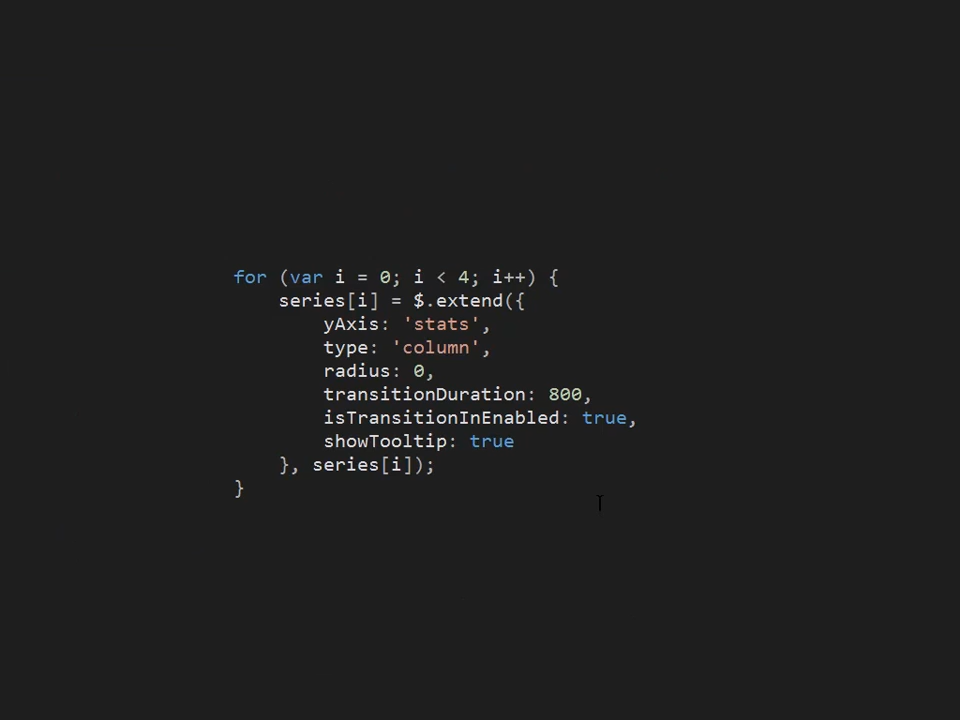 for (var i = 0; i < 4; i++) {
    series[i] = $.extend({
        yAxis: 'stats',
        type: 'column',
        radius: 0,
        transitionDuration: 800,
        isTransitionInEnabled: true,
        showTooltip: true
    }, series[i]);
}